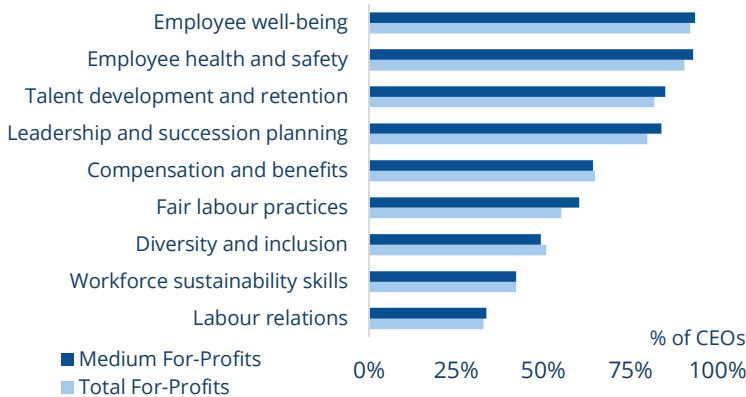 Employee well-being
Employee health and safety
Talent development and retention
Leadership and succession planning
Compensation and benefits
Fair labour practices
Diversity and inclusion
Workforce sustainability skills
Labour relations
% of CEOs
Medium For-Profits
Total For-Profits
0% 25% 50% 75% 100%